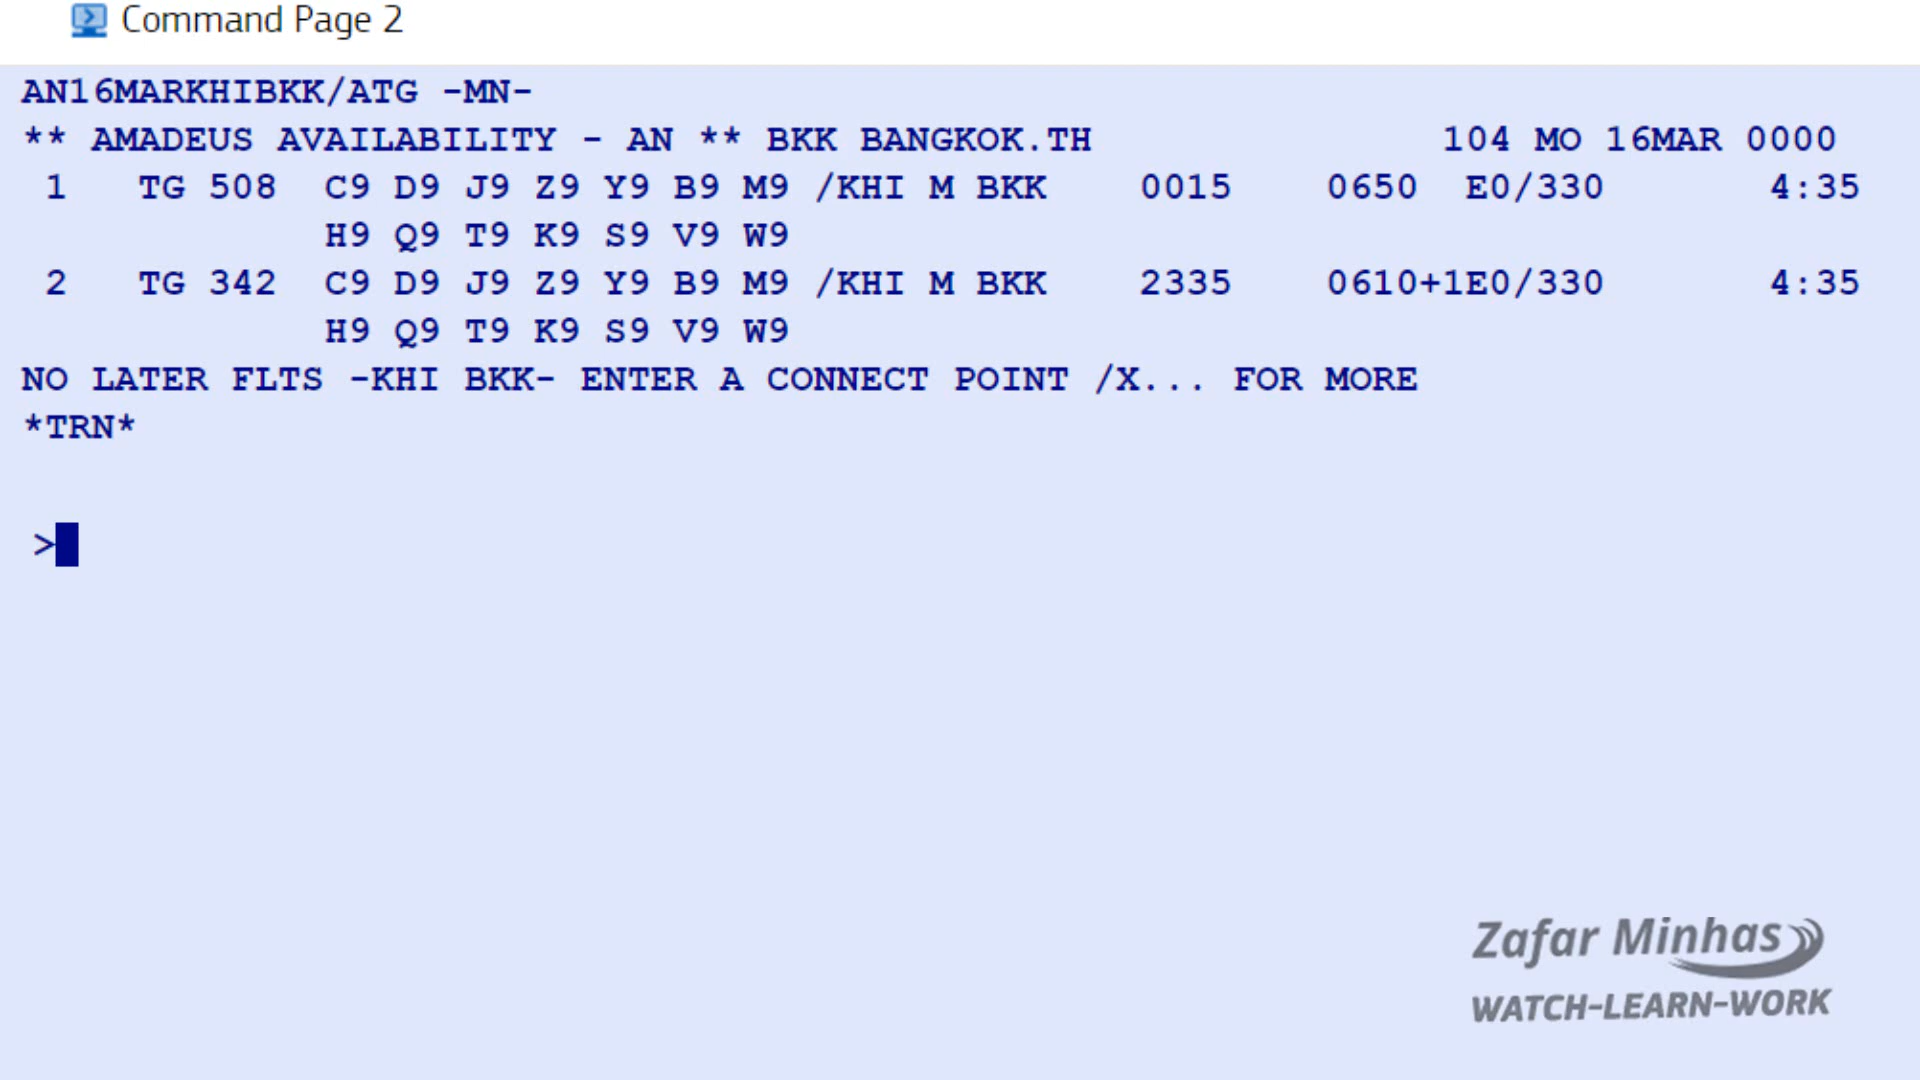 Command Page 2
AN16MARKHIBKK/ATG -MN-
** AMADEUS AVAILABILITY - AN ** BKK BANGKOK.TH 104 MO 16MAR 0000
1 TG 508 C9 D9 J9 Z9 Y9 B9 M9 /KHI M BKK 0015 0650 E0/330 4:35
H9 Q9 T9 K9 S9 V9 W9
2 TG 342 C9 D9 J9 Z9 Y9 B9 M9 /KHI M BKK 2335 0610+1E0/330 4:35
H9 Q9 T9 K9 S9 V9 W9
NO LATER FLTS -KHI BKK- ENTER A CONNECT POINT /X... FOR MORE
*TRN*
>
Zafar Minhas
WATCH-LEARN-WORK